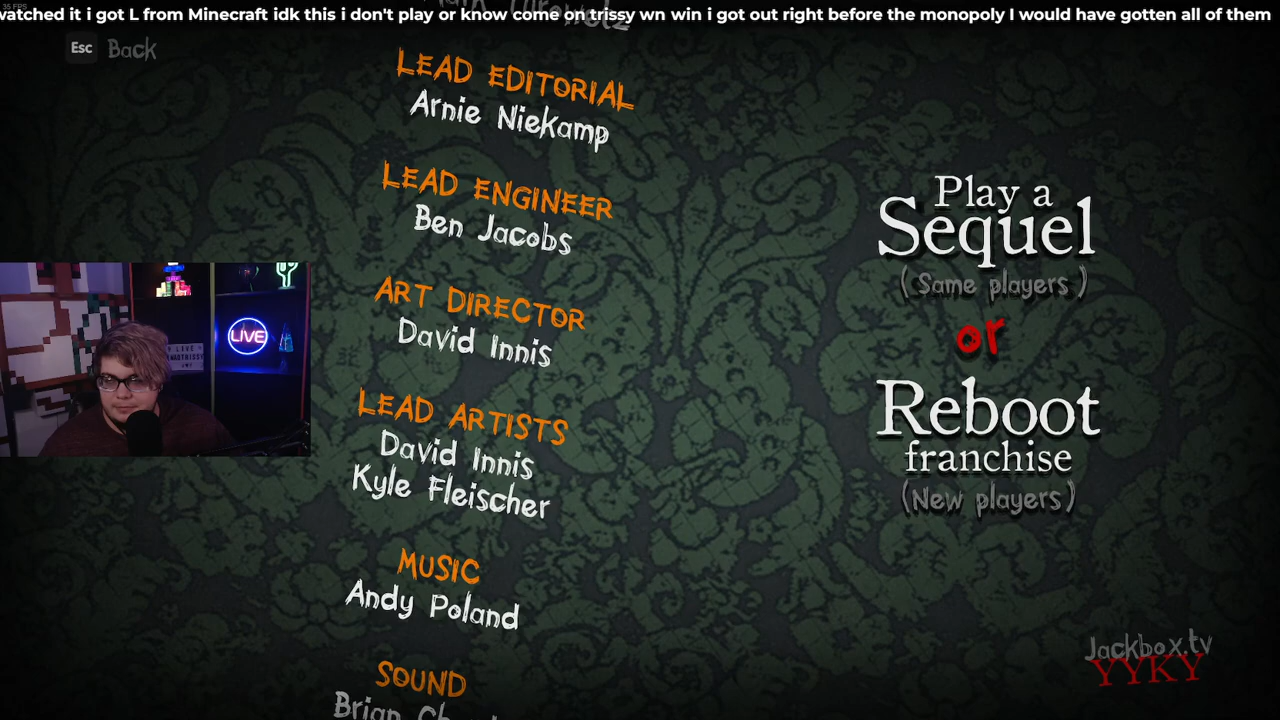 35 FPS
watched it i got L from Minecraft idk this i don't play or know come on trissy wn win i got out right before the monopoly I would have gotten all of them
Esc Back
LEAD EDITORIAL
Arnie Niekamp
LEAD ENGINEER
Ben Jacobs
ART DIRECTOR
David Innis
LEAD ARTISTS
David Innis
Kyle Fleischer
MUSIC
Andy Poland
SOUND
Brian
Play a
Sequel
(Same players)
or
Reboot
franchise
(New players)
Jackbox.tv
YYKY
LIVE